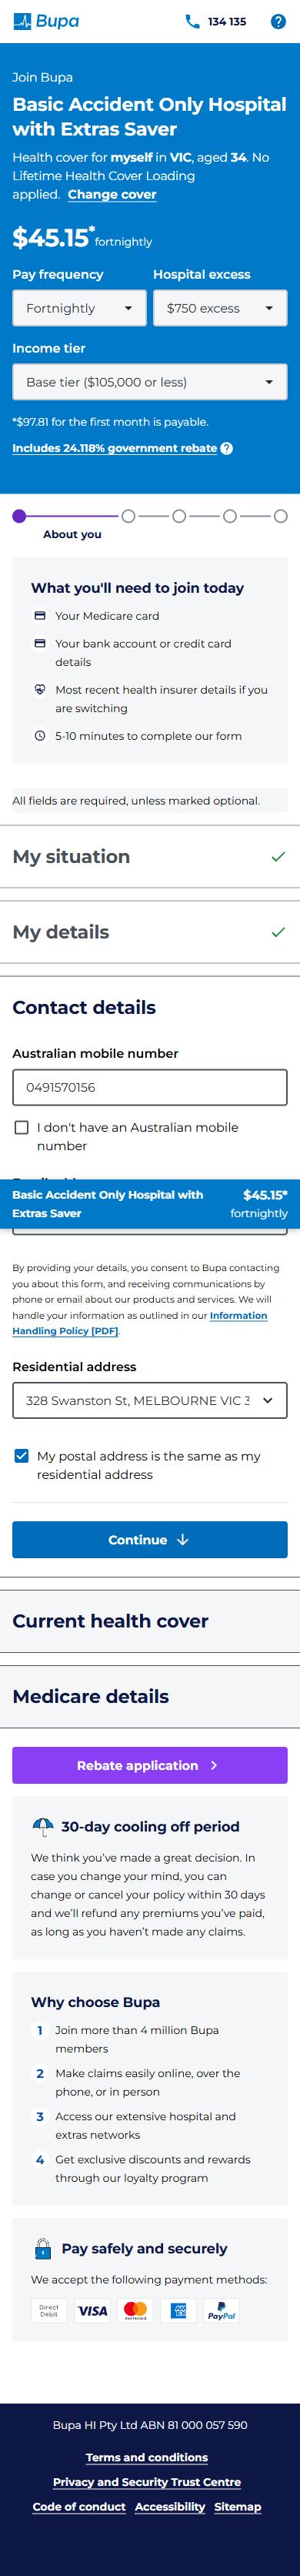 Bupa
134 135
?
Join Bupa
Basic Accident Only Hospital
with Extras Saver
Health cover for myself in VIC, aged 34. No
Lifetime Health Cover Loading
applied. Change cover
$45.15* fortnightly
Pay frequency
Hospital excess
Fortnightly
$750 excess
Income tier
Base tier ($105,000 or less)
*$97.81 for the first month is payable.
Includes 24.118% government rebate ?
About you
What you'll need to join today
Your Medicare card
Your bank account or credit card
details
Most recent health insurer details if you
are switching
5-10 minutes to complete our form
All fields are required, unless marked optional.
My situation
My details
Contact details
Australian mobile number
0491570156
I don't have an Australian mobile
number
Basic Accident Only Hospital with
Extras Saver
$45.15*
fortnightly
By providing your details, you consent to Bupa contacting
you about this form, and receiving communications by
phone or email about our products and services. We will
handle your information as outlined in our Information
Handling Policy [PDF].
Residential address
328 Swanston St, MELBOURNE VIC
My postal address is the same as my
residential address
Continue
Current health cover
Medicare details
Rebate application
30-day cooling off period
We think you've made a great decision. In
case you change your mind, you can
change or cancel your policy within 30 days
and we'll refund any premiums you've paid,
as long as you haven't made any claims.
Why choose Bupa
1 Join more than 4 million Bupa
members
2 Make claims easily online, over the
phone, or in person
3 Access our extensive hospital and
extras networks
4 Get exclusive discounts and rewards
through our loyalty program
Pay safely and securely
We accept the following payment methods:
Direct
Debit
VISA
mastercard
AM
EX
PayPal
Bupa HI Pty Ltd ABN 81 000 057 590
Terms and conditions
Privacy and Security Trust Centre
Code of conduct Accessibility Sitemap